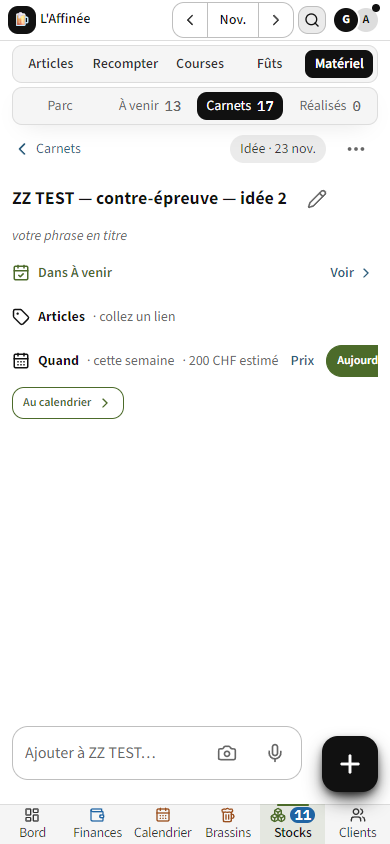 L'Affinée
Nov.
G A
Articles Recompter Courses Fûts Matériel
Parc À venir 13 Carnets 17 Réalisés 0
Carnets Idée · 23 nov.
ZZ TEST — contre-épreuve — idée 2
votre phrase en titre
Dans À venir Voir
Articles · collez un lien
Quand · cette semaine · 200 CHF estimé Prix Aujourd
Au calendrier
Ajouter à ZZ TEST…
Bord Finances Calendrier Brassins Stocks 11 Clients